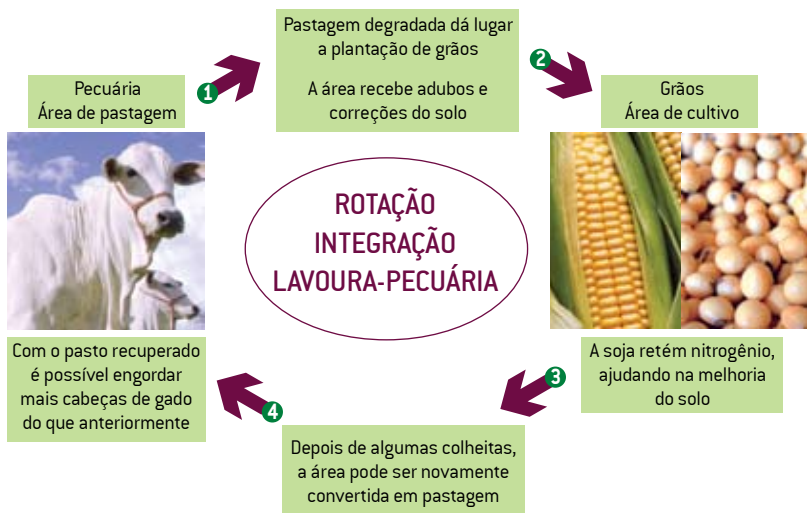 Pecuária
Área de pastagem
1
Pastagem degradada dá lugar
a plantação de grãos
A área recebe adubos e
correções do solo
2
Grãos
Área de cultivo
ROTAÇÃO
INTEGRAÇÃO
LAVOURA-PECUÁRIA
A soja retém nitrogênio,
ajudando na melhoria
do solo
3
Depois de algumas colheitas,
a área pode ser novamente
convertida em pastagem
4
Com o pasto recuperado
é possível engordar
mais cabeças de gado
do que anteriormente